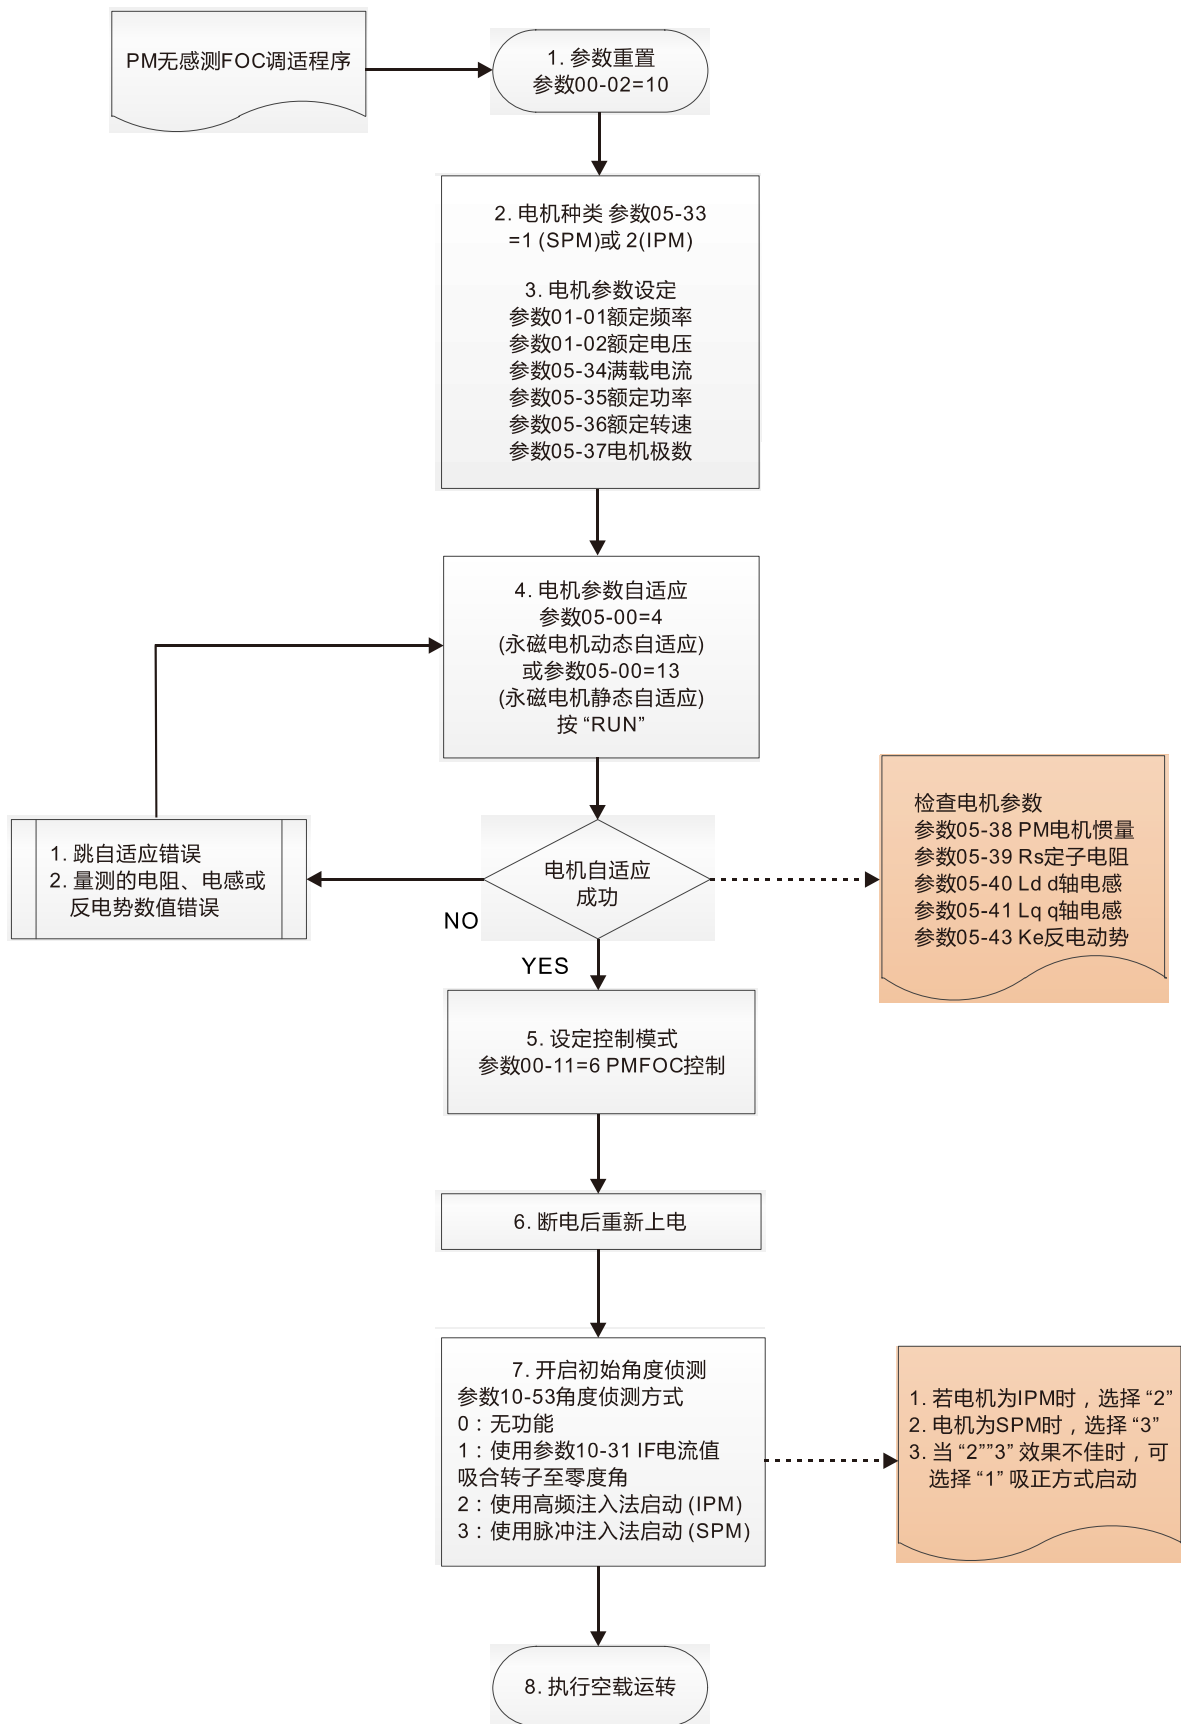 PM无感测FOC调适程序
1. 参数重置
参数00-02=10
2. 电机种类 参数05-33
=1 (SPM)或 2(IPM)
3. 电机参数设定
参数01-01额定频率
参数01-02额定电压
参数05-34满载电流
参数05-35额定功率
参数05-36额定转速
参数05-37电机极数
4. 电机参数自适应
参数05-00=4
(永磁电机动态自适应)
或参数05-00=13
(永磁电机静态自适应)
按 “RUN”
1. 跳自适应错误
2. 量测的电阻、电感或
反电势数值错误
电机自适应
成功
NO
YES
检查电机参数
参数05-38 PM电机惯量
参数05-39 Rs定子电阻
参数05-40 Ld d轴电感
参数05-41 Lq q轴电感
参数05-43 Ke反电动势
5. 设定控制模式
参数00-11=6 PMFOC控制
6. 断电后重新上电
7. 开启初始角度侦测
参数10-53角度侦测方式
0：无功能
1：使用参数10-31 IF电流值
吸合转子至零度角
2：使用高频注入法启动 (IPM)
3：使用脉冲注入法启动 (SPM)
1. 若电机为IPM时，选择 “2”
2. 电机为SPM时，选择 “3”
3. 当 “2””3” 效果不佳时，可
选择 “1” 吸正方式启动
8. 执行空载运转